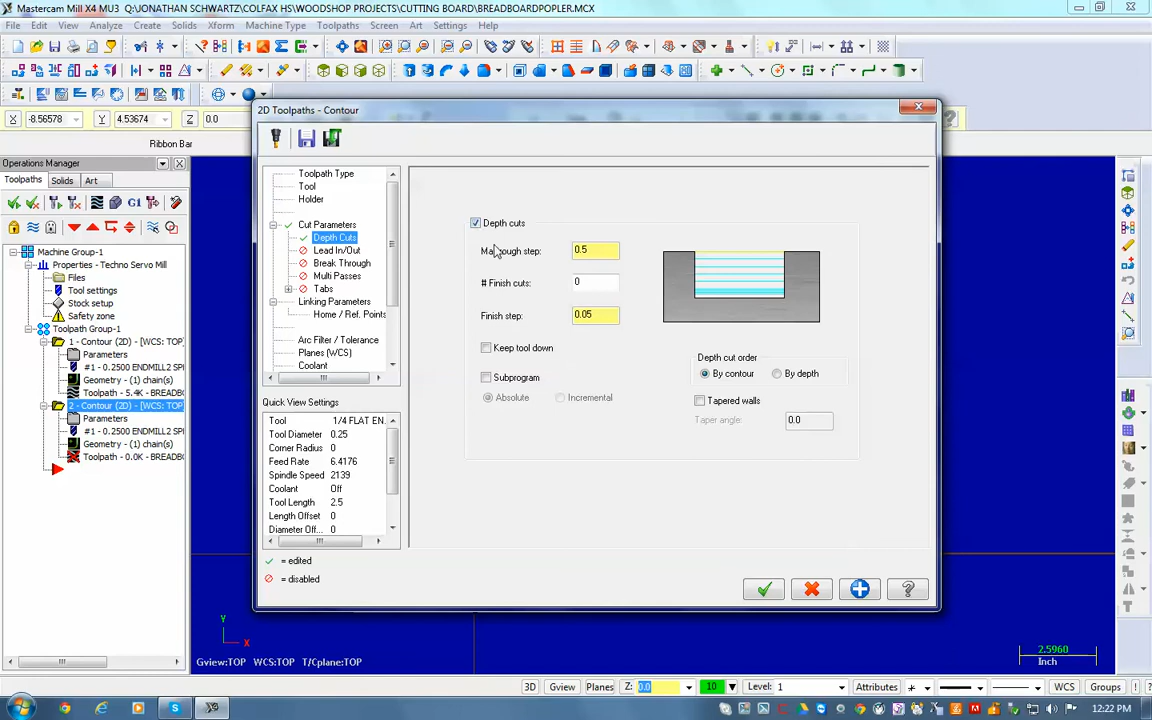 Mastercam Mill X4 MU3 Q:\JONATHAN SCHWARTZ\COLFAX HS\WOODSHOP PROJECTS\CUTTING BOARD\BREADBOARDPOPLER.MCX
File Edit View Analyze Create Solids Xform Machine Type Toolpaths Screen Art Settings Help
X -8.56578 Y 4.53674 Z 0.0
Ribbon Bar
Operations Manager
Toolpaths Solids Art
G1
Machine Group-1
Properties - Techno Servo Mill
Files
Tool settings
Stock setup
Safety zone
Toolpath Group-1
1 - Contour (2D) - [WCS: TOP]
Parameters
#1 - 0.2500 ENDMILL2 SP
Geometry - (1) chain(s)
Toolpath - 5.4K - BREADBO
2 - Contour (2D) - [WCS: TOP]
Parameters
#1 - 0.2500 ENDMILL2 SP
Geometry - (1) chain(s)
Toolpath - 0.0K - BREADBO
2D Toolpaths - Contour
Toolpath Type
Tool
Holder
Cut Parameters
Depth Cuts
Lead In/Out
Break Through
Multi Passes
Tabs
Linking Parameters
Home / Ref. Points
Arc Filter / Tolerance
Planes (WCS)
Coolant
Quick View Settings
Tool 1/4 FLAT EN
Tool Diameter 0.25
Corner Radius 0
Feed Rate 6.4176
Spindle Speed 2139
Coolant Off
Tool Length 2.5
Length Offset 0
Diameter Off... 0
= edited
= disabled
Depth cuts
Max rough step: 0.5
# Finish cuts: 0
Finish step: 0.05
Keep tool down
Subprogram
Absolute Incremental
Depth cut order
By contour By depth
Tapered walls
Taper angle: 0.0
Y
X
Gview:TOP WCS:TOP T/Cplane:TOP
2.5960
Inch
3D Gview Planes Z: 0.0 10 Level: 1 Attributes WCS Groups
12:22 PM